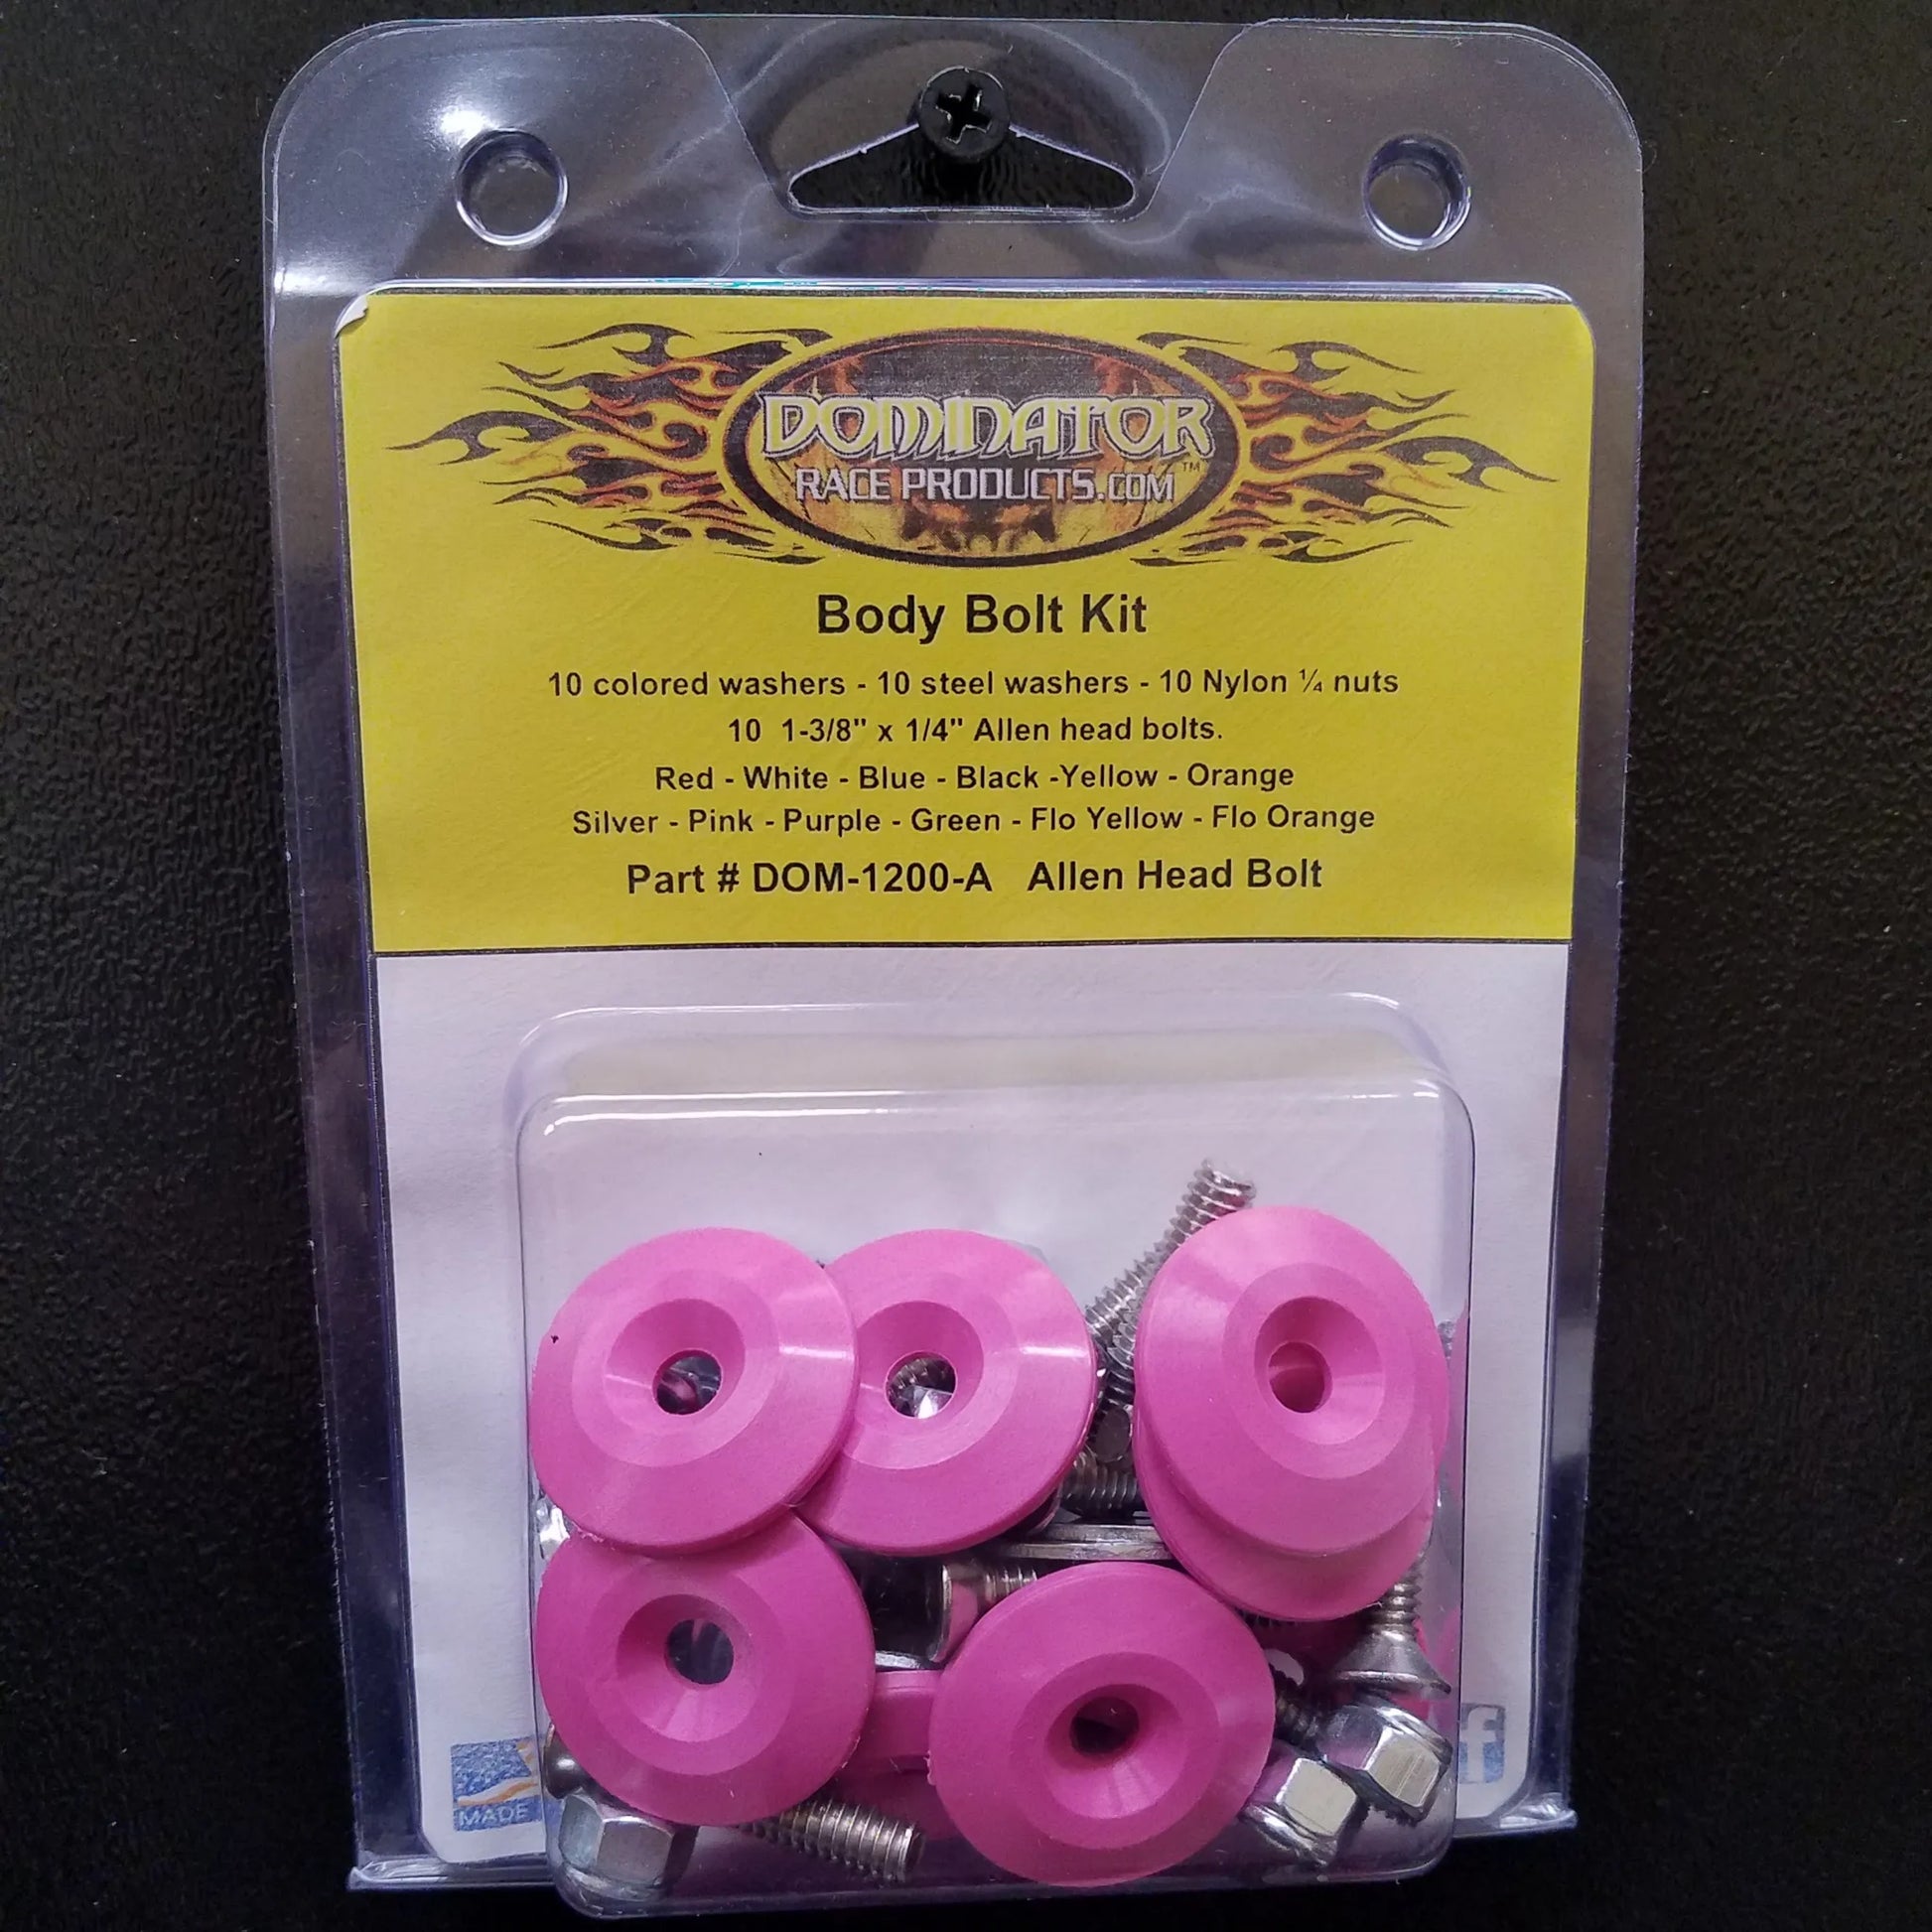 DOMINATOR
RACE PRODUCTS.COM™
Body Bolt Kit
10 colored washers - 10 steel washers - 10 Nylon ¼ nuts
10 1-3/8" x 1/4" Allen head bolts.
Red - White - Blue - Black -Yellow - Orange
Silver - Pink - Purple - Green - Flo Yellow - Flo Orange
Part # DOM-1200-A Allen Head Bolt
MADE
f